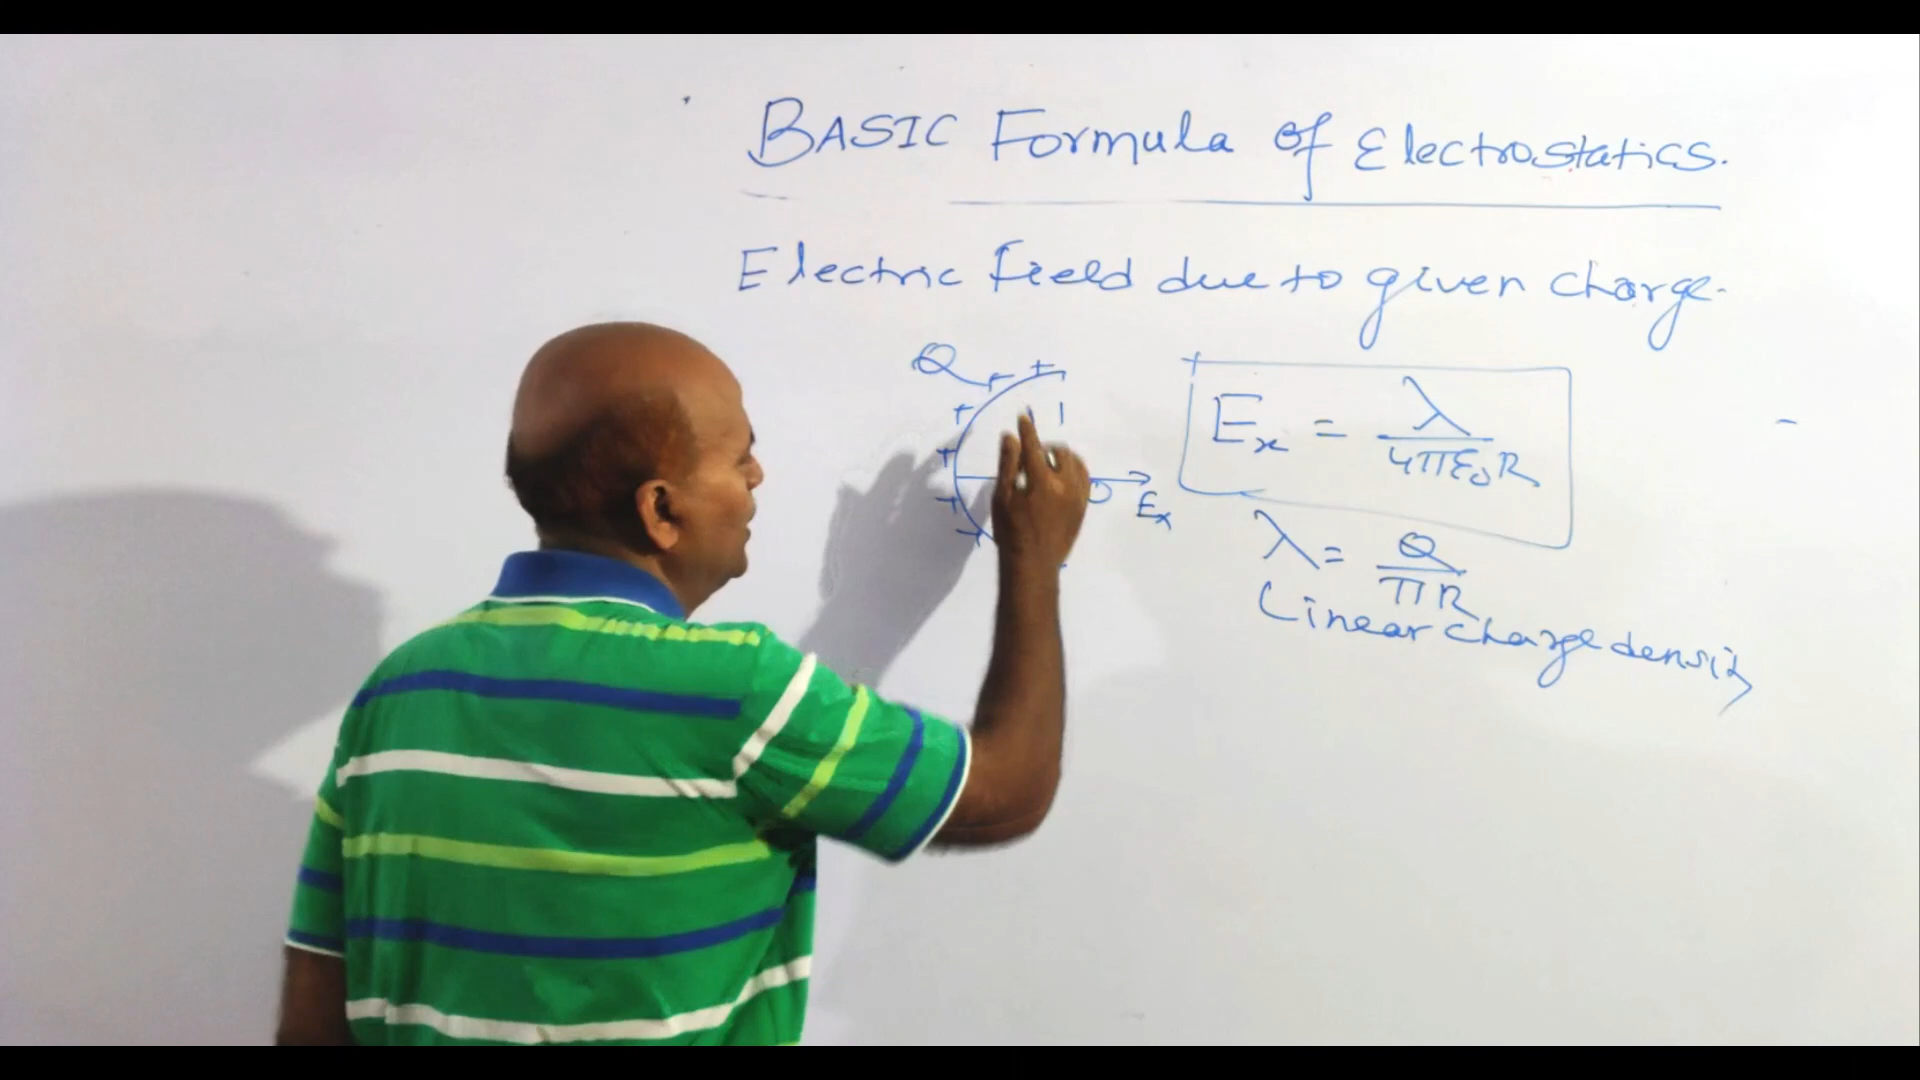 BASIC Formula of Electrostatics.
Electric field due to given charge.
Q
+ + + + + + +
O
Ex
Ex = λ / 4πε₀R
λ = Q / πR
Linear charge density